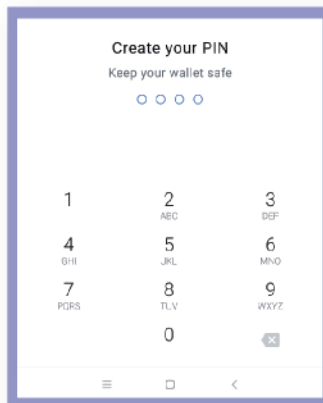 Create your PIN
Keep your wallet safe
1 2 3
ABC DEF
4 5 6
GHI JKL MNO
7 8 9
PQRS TUV WXYZ
0